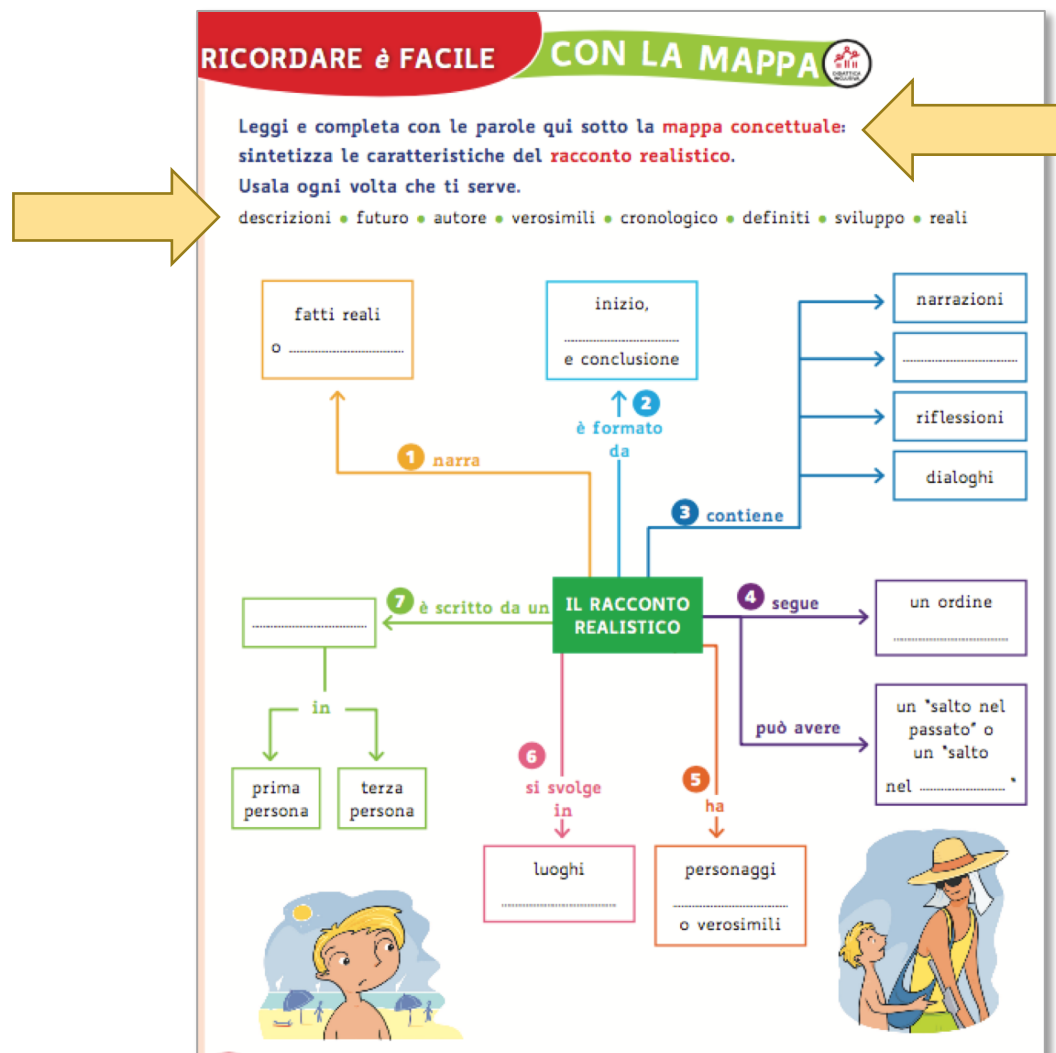 RICORDARE è FACILE
CON LA MAPPA
DIDATTICA
INCLUSIVA
Leggi e completa con le parole qui sotto la mappa concettuale:
sintetizza le caratteristiche del racconto realistico.
Usala ogni volta che ti serve.
descrizioni • futuro • autore • verosimili • cronologico • definiti • sviluppo • reali
fatti reali
o ..............................
inizio,
..............................
e conclusione
narrazioni
..............................
riflessioni
dialoghi
1 narra
2
è formato
da
3 contiene
IL RACCONTO
REALISTICO
4 segue
un ordine
..............................
può avere
un "salto nel
passato" o
un "salto
nel ...................... "
5
ha
personaggi
..............................
o verosimili
6
si svolge
in
luoghi
..............................
7 è scritto da un
..............................
in
prima
persona
terza
persona